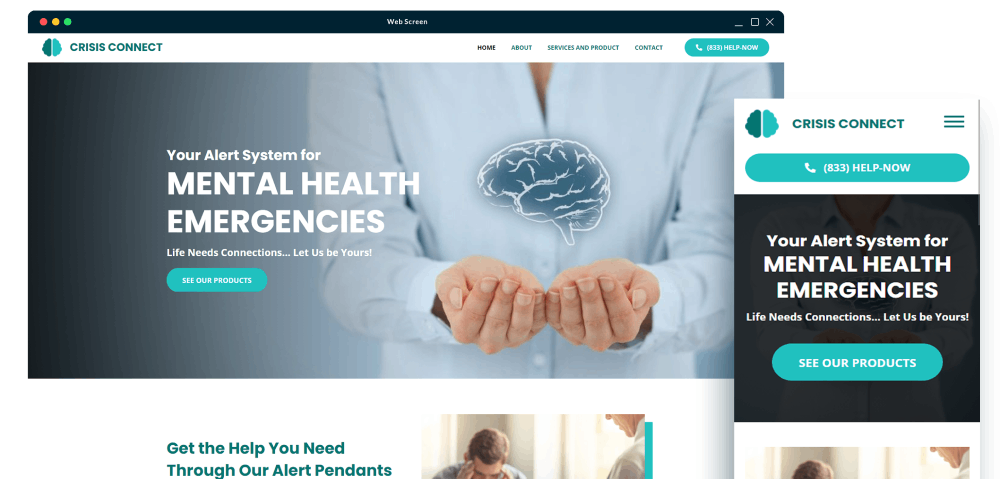 Web Screen
CRISIS CONNECT
HOME
ABOUT
SERVICES AND PRODUCT
CONTACT
(833) HELP-NOW
Your Alert System for
MENTAL HEALTH
EMERGENCIES
Life Needs Connections... Let Us be Yours!
SEE OUR PRODUCTS
Get the Help You Need
Through Our Alert Pendants
CRISIS CONNECT
(833) HELP-NOW
Your Alert System for
MENTAL HEALTH
EMERGENCIES
Life Needs Connections... Let Us be Yours!
SEE OUR PRODUCTS